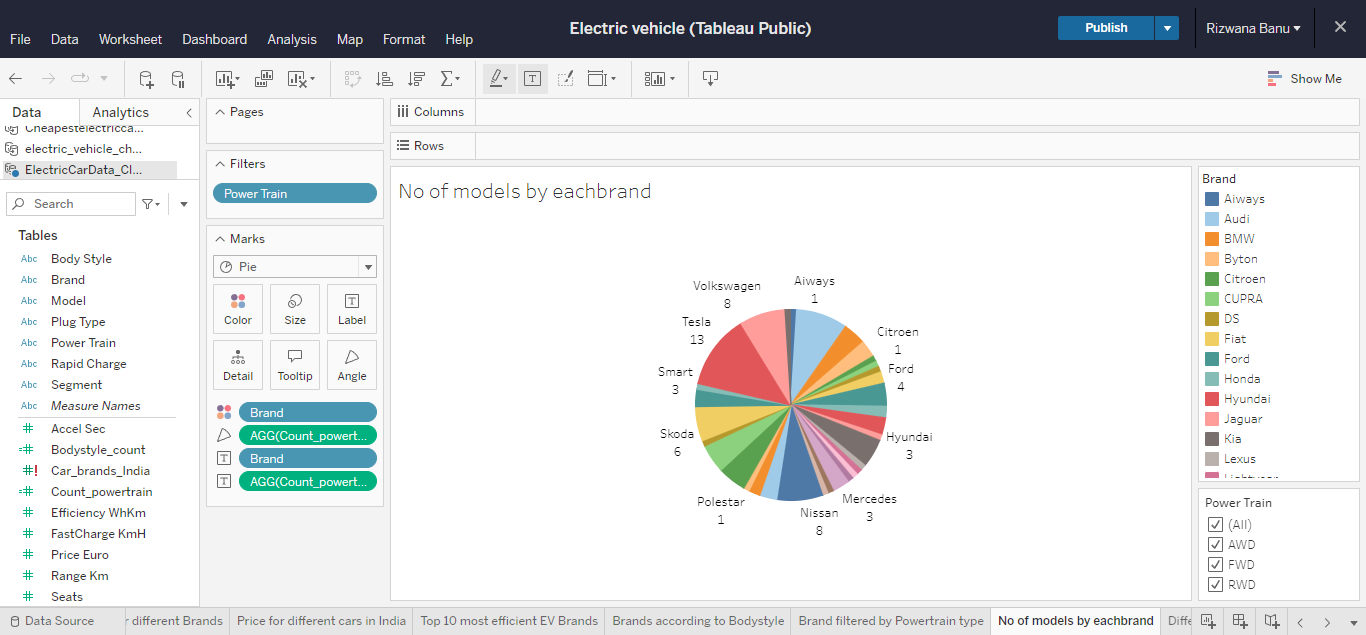 Electric vehicle (Tableau Public)
Publish
Rizwana Banu
File Data Worksheet Dashboard Analysis Map Format Help
Show Me
Data Analytics
Cheapestelectricca...
electric_vehicle_ch...
ElectricCarData_Cl...
Search
Tables
Abc Body Style
Abc Brand
Abc Model
Abc Plug Type
Abc Power Train
Abc Rapid Charge
Abc Segment
Abc Measure Names
Accel Sec
Bodystyle_count
Car_brands_India
Count_powertrain
Efficiency WhKm
FastCharge KmH
Price Euro
Range Km
Seats
Pages
Filters
Power Train
Marks
Pie
Color Size Label
Detail Tooltip Angle
Brand
AGG(Count_powert...
Brand
AGG(Count_powert...
Columns
Rows
No of models by eachbrand
Volkswagen
8
Aiways
1
Tesla
13
Citroen
1
Smart
3
Ford
4
Skoda
6
Hyundai
3
Polestar
1
Nissan
8
Mercedes
3
Brand
Aiways
Audi
BMW
Byton
Citroen
CUPRA
DS
Fiat
Ford
Honda
Hyundai
Jaguar
Kia
Lexus
Lightyear
Power Train
(All)
AWD
FWD
RWD
Data Source
r different Brands
Price for different cars in India
Top 10 most efficient EV Brands
Brands according to Bodystyle
Brand filtered by Powertrain type
No of models by eachbrand
Diffe